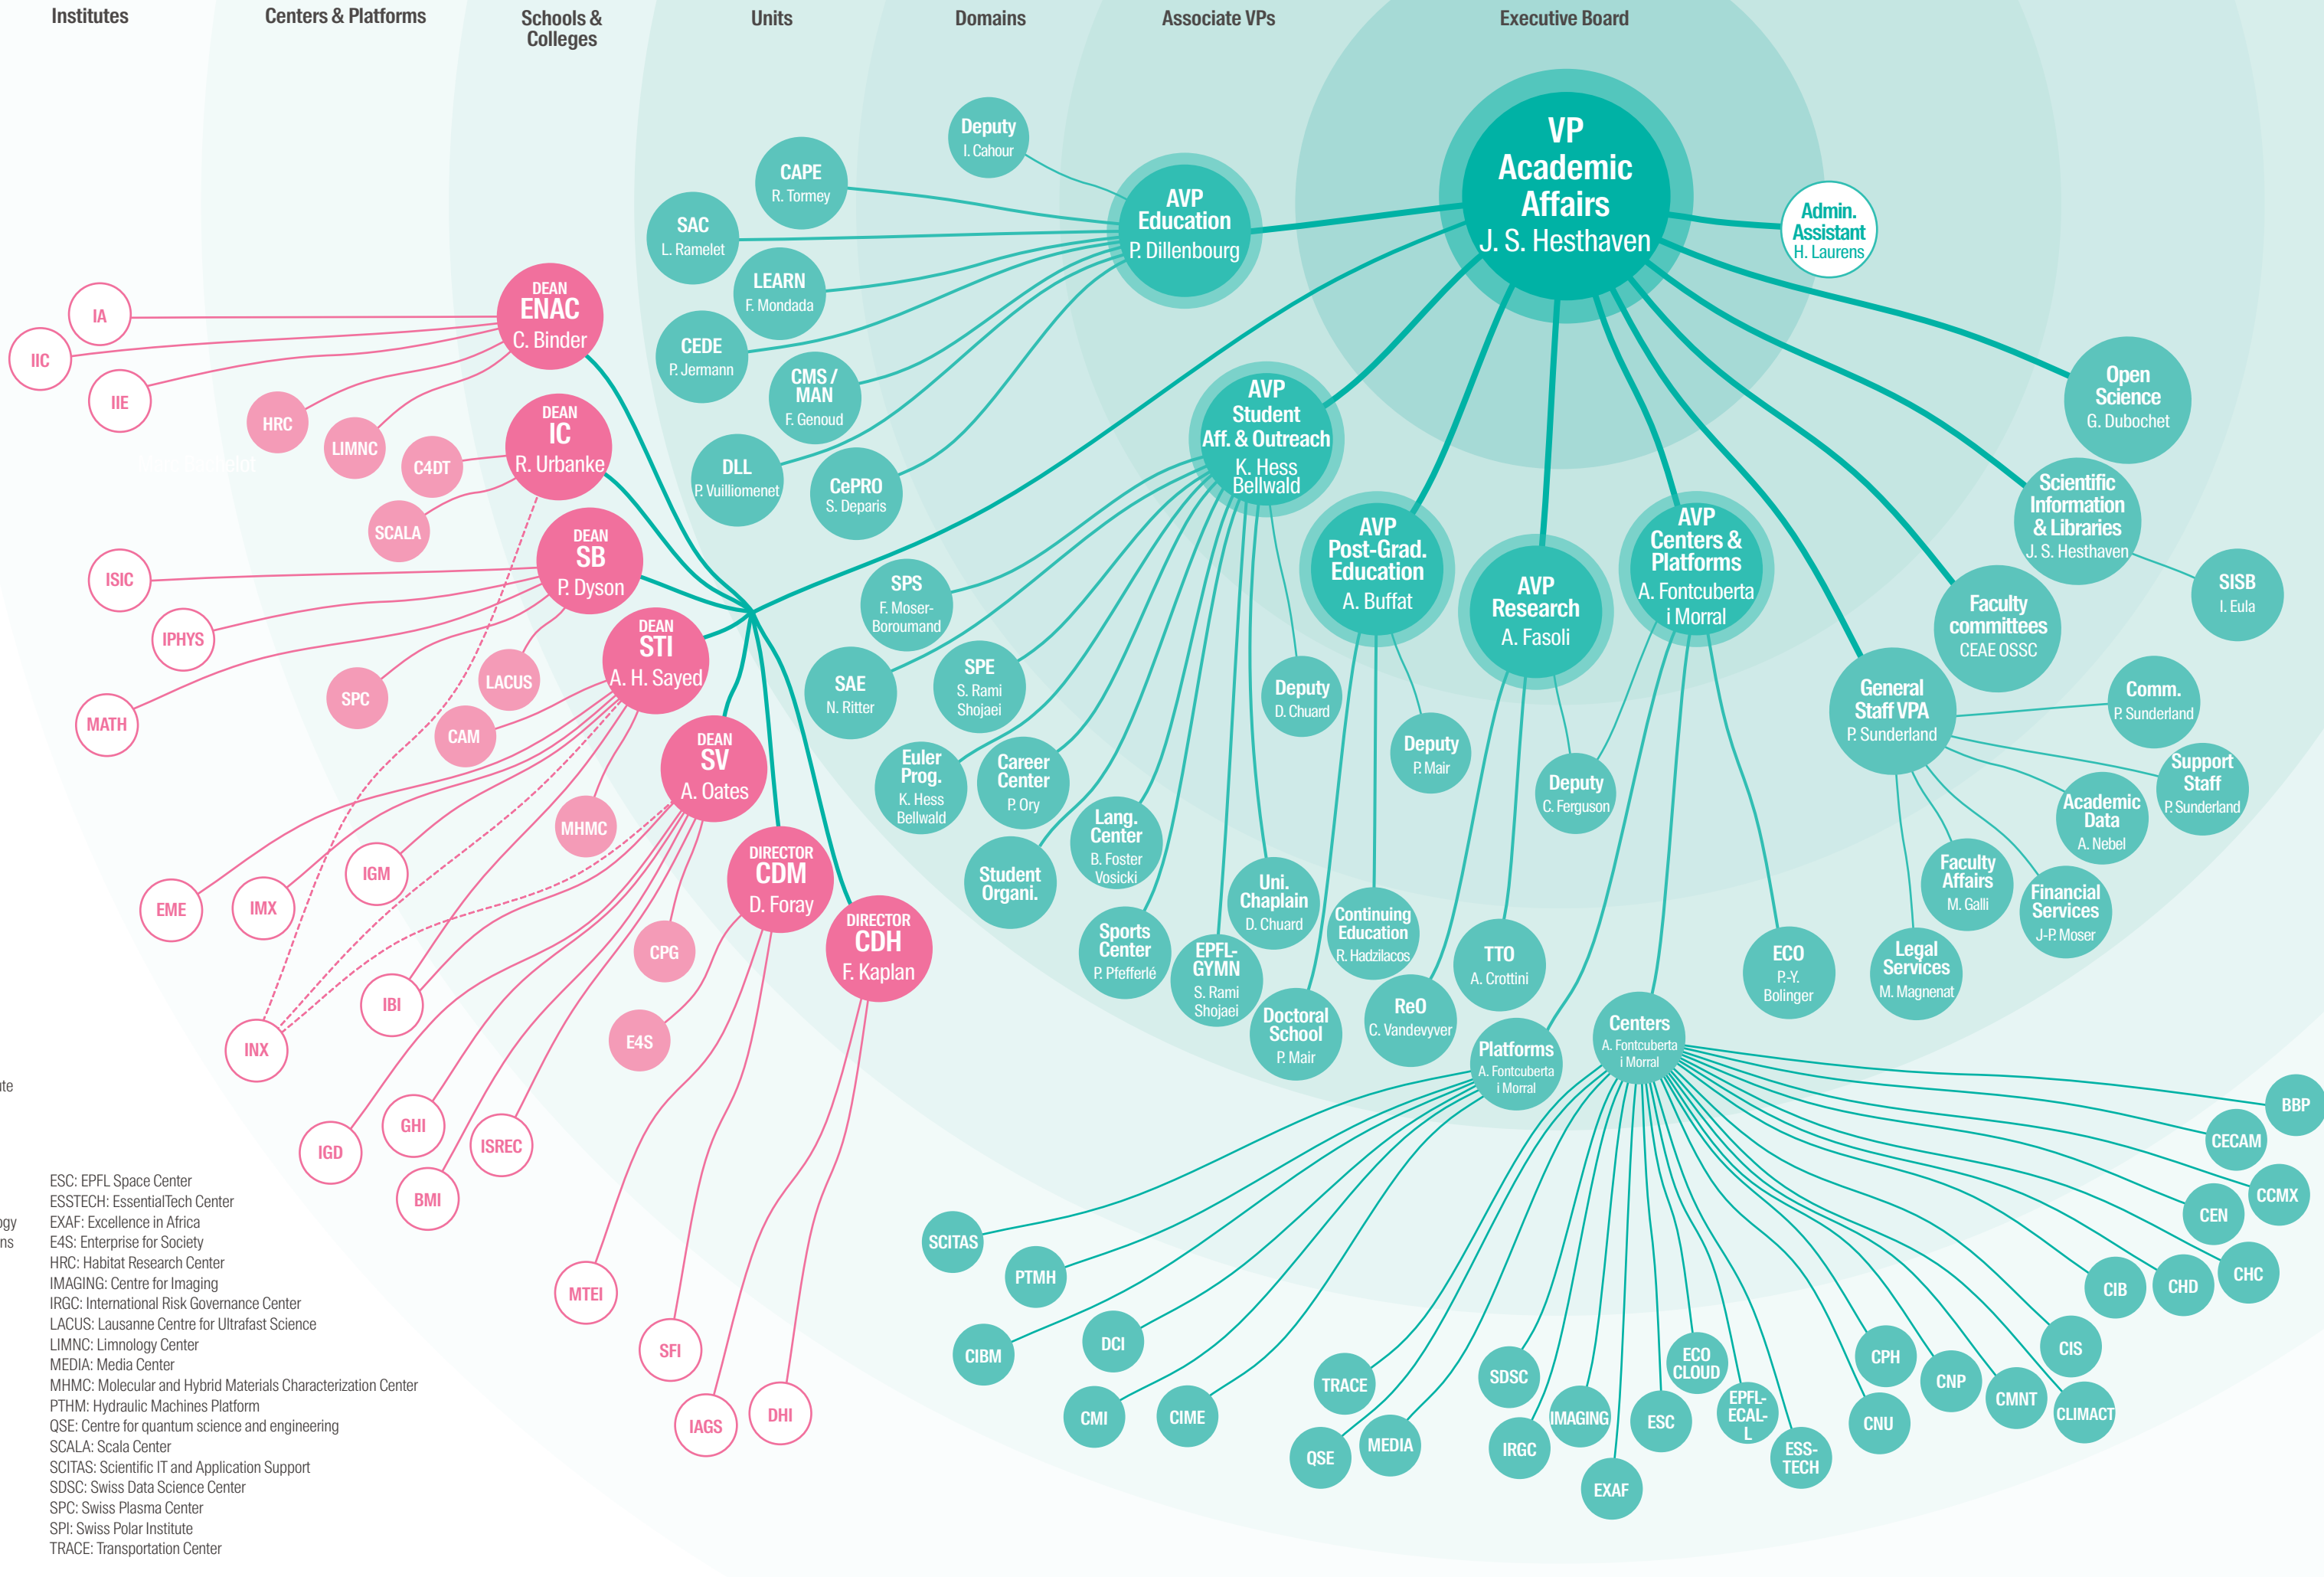 Institutes
Centers & Platforms
Schools &
Colleges
Units
Domains
Associate VPs
Executive Board
VP
Academic
Affairs
J. S. Hesthaven
Admin.
Assistant
H. Laurens
Deputy
I. Cahour
AVP
Education
P. Dillenbourg
CAPE
R. Tormey
SAC
L. Ramelet
LEARN
F. Mondada
CEDE
P. Jermann
CMS /
MAN
F. Genoud
DLL
P. Vuilliomenet
CePRO
S. Deparis
DEAN
ENAC
C. Binder
IA
IIC
IIE
HRC
LIMNC
DEAN
IC
R. Urbanke
C4DT
SCALA
DEAN
SB
P. Dyson
ISIC
IPHYS
MATH
SPC
LACUS
DEAN
STI
A. H. Sayed
CAM
MHMC
EME
IMX
IGM
INX
IBI
DEAN
SV
A. Oates
CPG
IGD
GHI
BMI
ISREC
DIRECTOR
CDM
D. Foray
E4S
MTEI
SFI
DIRECTOR
CDH
F. Kaplan
IAGS
DHI
AVP
Student
Aff. & Outreach
K. Hess
Bellwald
SPS
F. Moser-
Boroumand
SAE
N. Ritter
SPE
S. Rami
Shojaei
Euler
Prog.
K. Hess
Bellwald
Career
Center
P. Ory
Student
Organi.
Lang.
Center
B. Foster
Vosicki
Sports
Center
P. Pfefferlé
EPFL-
GYMN
S. Rami
Shojaei
Uni.
Chaplain
D. Chuard
Deputy
D. Chuard
AVP
Post-Grad.
Education
A. Buffat
Deputy
P. Mair
Continuing
Education
R. Hadzilacos
Doctoral
School
P. Mair
AVP
Research
A. Fasoli
Deputy
C. Ferguson
TTO
A. Crottini
ReO
C. Vandevyver
AVP
Centers &
Platforms
A. Fontcuberta
i Morral
ECO
P.-Y.
Bolinger
Platforms
A. Fontcuberta
i Morral
Centers
A. Fontcuberta
i Morral
Open
Science
G. Dubochet
Scientific
Information
& Libraries
J. S. Hesthaven
SISB
I. Eula
Faculty
committees
CEAE OSSC
General
Staff VPA
P. Sunderland
Comm.
P. Sunderland
Support
Staff
P. Sunderland
Academic
Data
A. Nebel
Financial
Services
J-P. Moser
Faculty
Affairs
M. Galli
Legal
Services
M. Magnenat
SCITAS
PTMH
CIBM
DCI
CMI
CIME
TRACE
QSE
MEDIA
SDSC
IRGC
IMAGING
EXAF
ESC
ECO
CLOUD
EPFL-
ECAL-
L
ESS-
TECH
CNU
CPH
CNP
CMNT
CLIMACT
CIS
CIB
CHD
CHC
CEN
CCMX
CECAM
BBP
ESC: EPFL Space Center
ESSTECH: EssentialTech Center
EXAF: Excellence in Africa
E4S: Enterprise for Society
HRC: Habitat Research Center
IMAGING: Centre for Imaging
IRGC: International Risk Governance Center
LACUS: Lausanne Centre for Ultrafast Science
LIMNC: Limnology Center
MEDIA: Media Center
MHMC: Molecular and Hybrid Materials Characterization Center
PTHM: Hydraulic Machines Platform
QSE: Centre for quantum science and engineering
SCALA: Scala Center
SCITAS: Scientific IT and Application Support
SDSC: Swiss Data Science Center
SPC: Swiss Plasma Center
SPI: Swiss Polar Institute
TRACE: Transportation Center